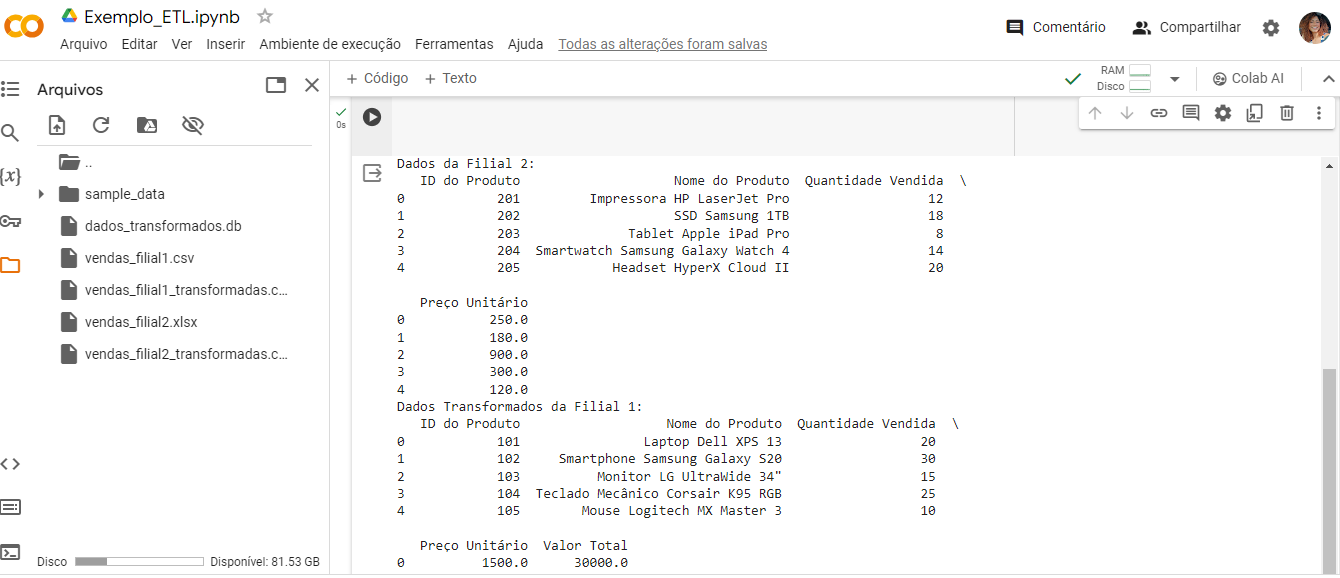 Exemplo_ETL.ipynb
Arquivo Editar Ver Inserir Ambiente de execução Ferramentas Ajuda Todas as alterações foram salvas
Comentário Compartilhar
Arquivos
..
sample_data
dados_transformados.db
vendas_filial1.csv
vendas_filial1_transformadas.c...
vendas_filial2.xlsx
vendas_filial2_transformadas.c...
Disco Disponível: 81.53 GB
+ Código + Texto
RAM
Disco
Colab AI
0s
Dados da Filial 2:
ID do Produto Nome do Produto Quantidade Vendida \
0 201 Impressora HP LaserJet Pro 12
1 202 SSD Samsung 1TB 18
2 203 Tablet Apple iPad Pro 8
3 204 Smartwatch Samsung Galaxy Watch 4 14
4 205 Headset HyperX Cloud II 20
Preço Unitário
0 250.0
1 180.0
2 900.0
3 300.0
4 120.0
Dados Transformados da Filial 1:
ID do Produto Nome do Produto Quantidade Vendida \
0 101 Laptop Dell XPS 13 20
1 102 Smartphone Samsung Galaxy S20 30
2 103 Monitor LG UltraWide 34" 15
3 104 Teclado Mecânico Corsair K95 RGB 25
4 105 Mouse Logitech MX Master 3 10
Preço Unitário Valor Total
0 1500.0 30000.0